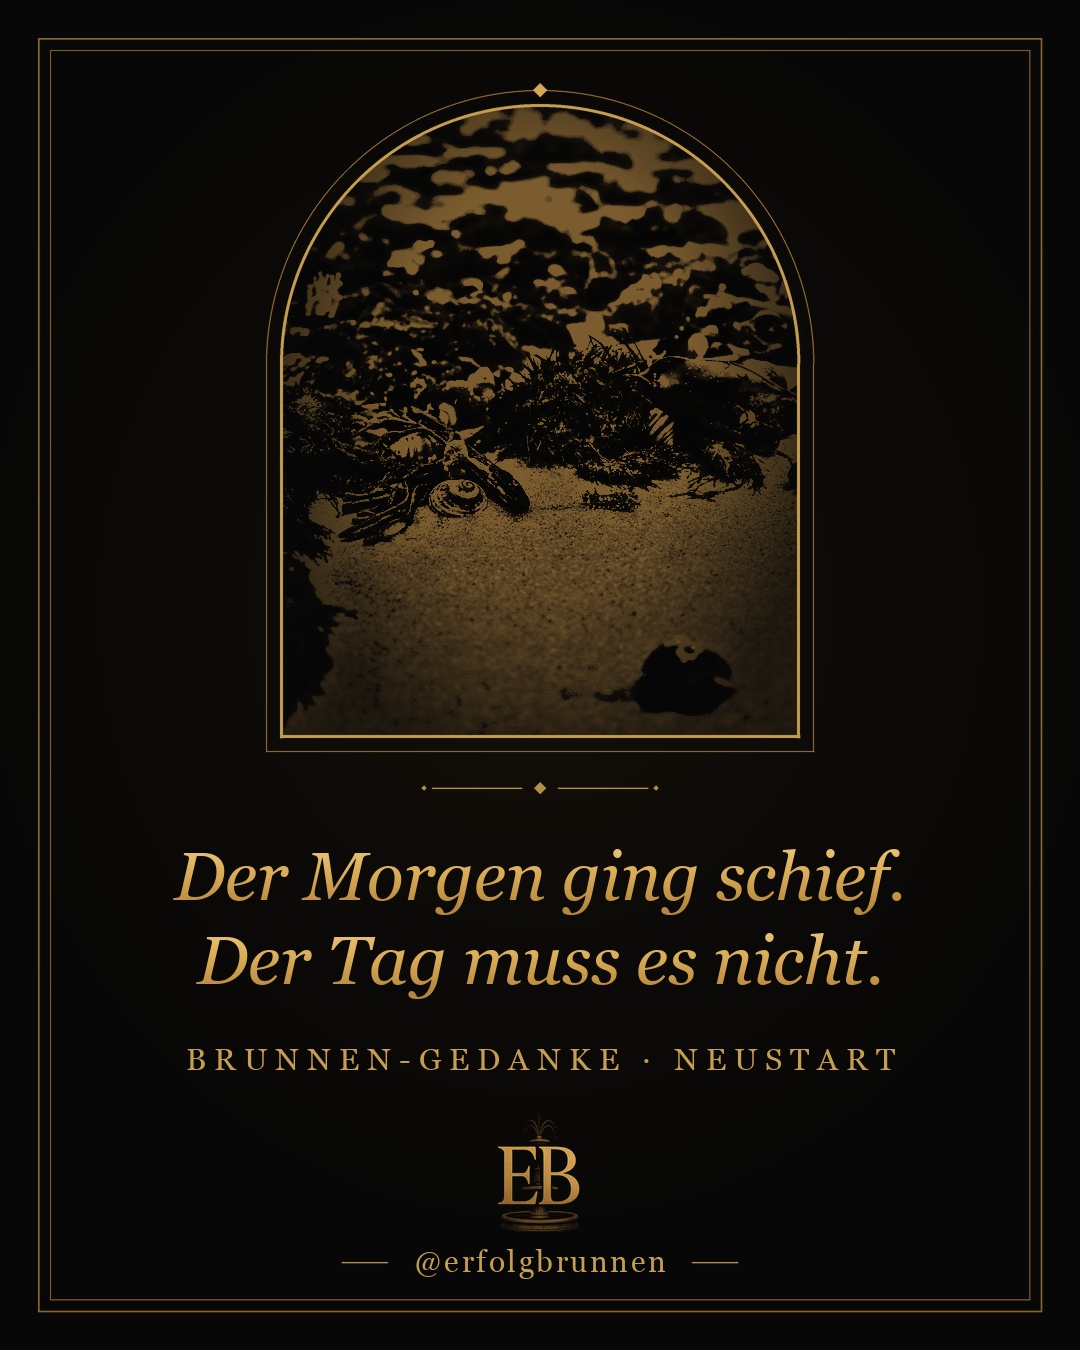 Der Morgen ging schief.
Der Tag muss es nicht.
BRUNNEN-GEDANKE · NEUSTART
EB
@erfolgbrunnen